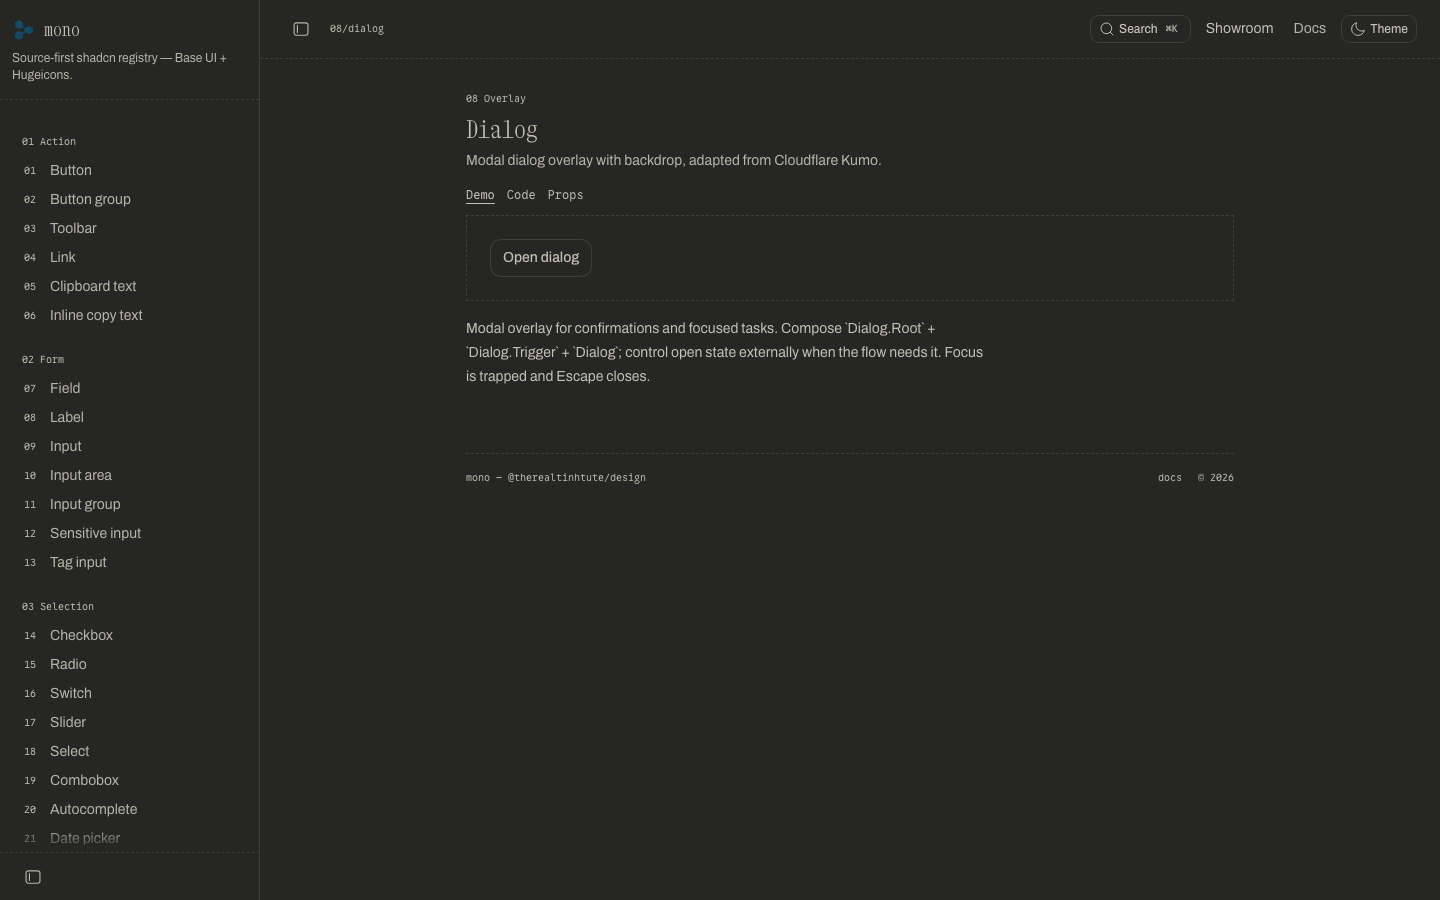 mono
Source-first shadcn registry — Base UI +
Hugeicons.
01 Action
01 Button
02 Button group
03 Toolbar
04 Link
05 Clipboard text
06 Inline copy text
02 Form
07 Field
08 Label
09 Input
10 Input area
11 Input group
12 Sensitive input
13 Tag input
03 Selection
14 Checkbox
15 Radio
16 Switch
17 Slider
18 Select
19 Combobox
20 Autocomplete
21 Date picker
08/dialog
Search ⌘K
Showroom
Docs
Theme
08 Overlay
Dialog
Modal dialog overlay with backdrop, adapted from Cloudflare Kumo.
Demo Code Props
Open dialog
Modal overlay for confirmations and focused tasks. Compose `Dialog.Root` +
`Dialog.Trigger` + `Dialog`; control open state externally when the flow needs it. Focus
is trapped and Escape closes.
mono — @therealtinhtute/design
docs © 2026